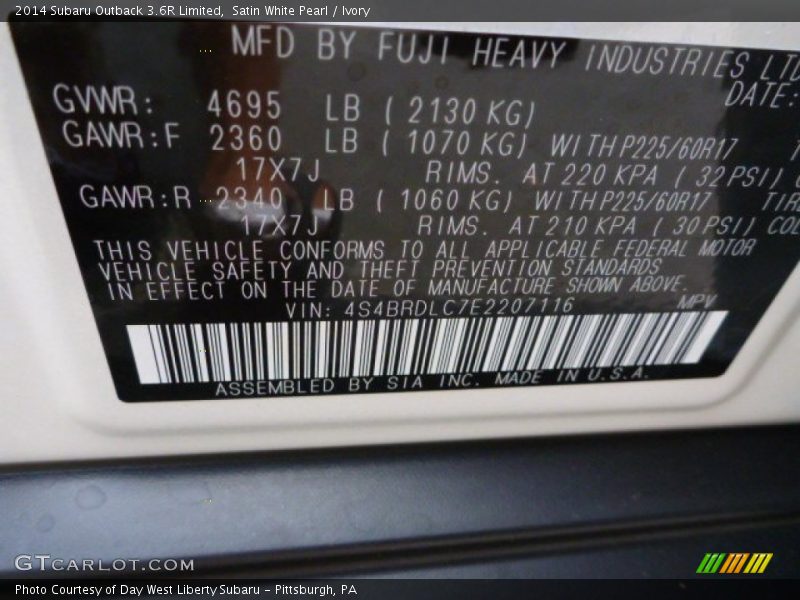 2014 Subaru Outback 3.6R Limited, Satin White Pearl / Ivory
MFD BY FUJI HEAVY INDUSTRIES LTD
DATE:
GVWR: 4695 LB ( 2130 KG)
GAWR:F 2360 LB ( 1070 KG) WITH P225/60R17
17X7J RIMS. AT 220 KPA ( 32 PSI)
GAWR:R 2340 LB ( 1060 KG) WITH P225/60R17 TIRE
17X7J RIMS. AT 210 KPA ( 30 PSI) COL
THIS VEHICLE CONFORMS TO ALL APPLICABLE FEDERAL MOTOR
VEHICLE SAFETY AND THEFT PREVENTION STANDARDS
IN EFFECT ON THE DATE OF MANUFACTURE SHOWN ABOVE.
VIN: 4S4BRDLC7E2207116 MPV
ASSEMBLED BY SIA INC. MADE IN U.S.A.
GTCARLOT.COM
Photo Courtesy of Day West Liberty Subaru - Pittsburgh, PA